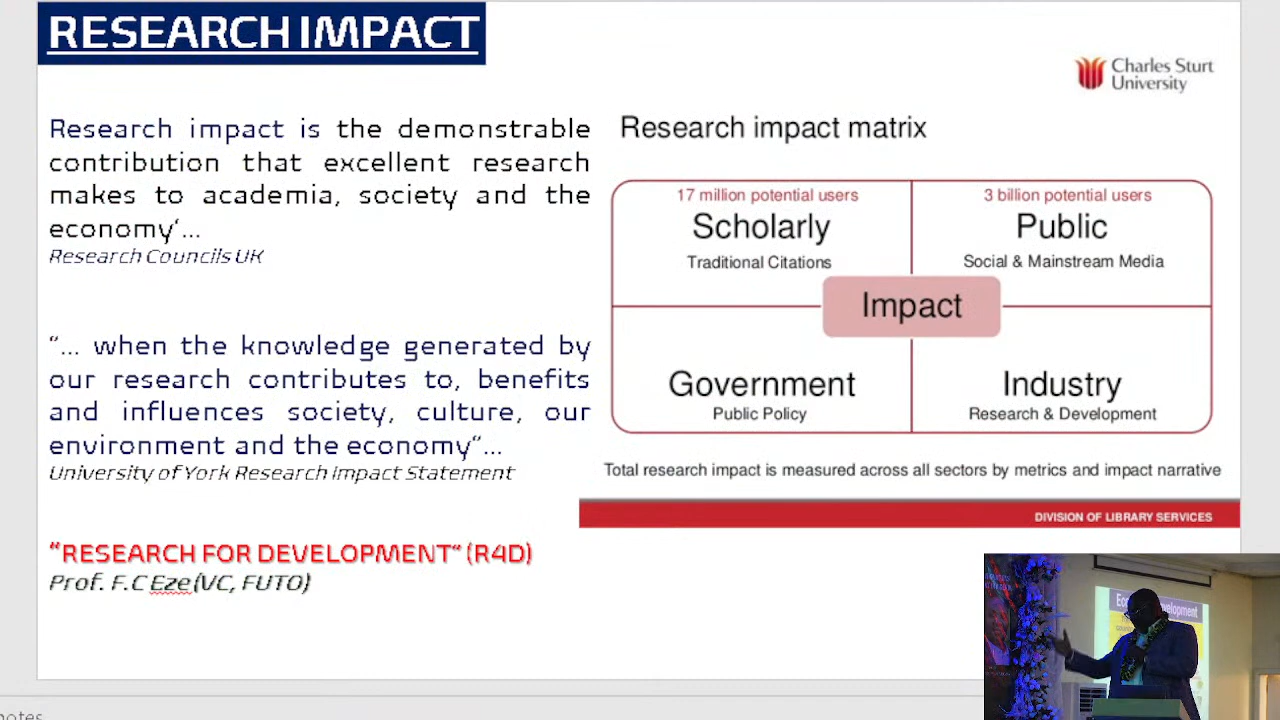 RESEARCH IMPACT
Research impact is the demonstrable
contribution that excellent research
makes to academia, society and the
economy'...
Research Councils UK
"... when the knowledge generated by
our research contributes to, benefits
and influences society, culture, our
environment and the economy"...
University of York Research Impact Statement
"RESEARCH FOR DEVELOPMENT" (R4D)
Prof. F.C Eze(VC, FUTO)
Charles Sturt
University
Research impact matrix
17 million potential users
Scholarly
Traditional Citations
3 billion potential users
Public
Social & Mainstream Media
Impact
Government
Public Policy
Industry
Research & Development
Total research impact is measured across all sectors by metrics and impact narrative
DIVISION OF LIBRARY SERVICES
notes